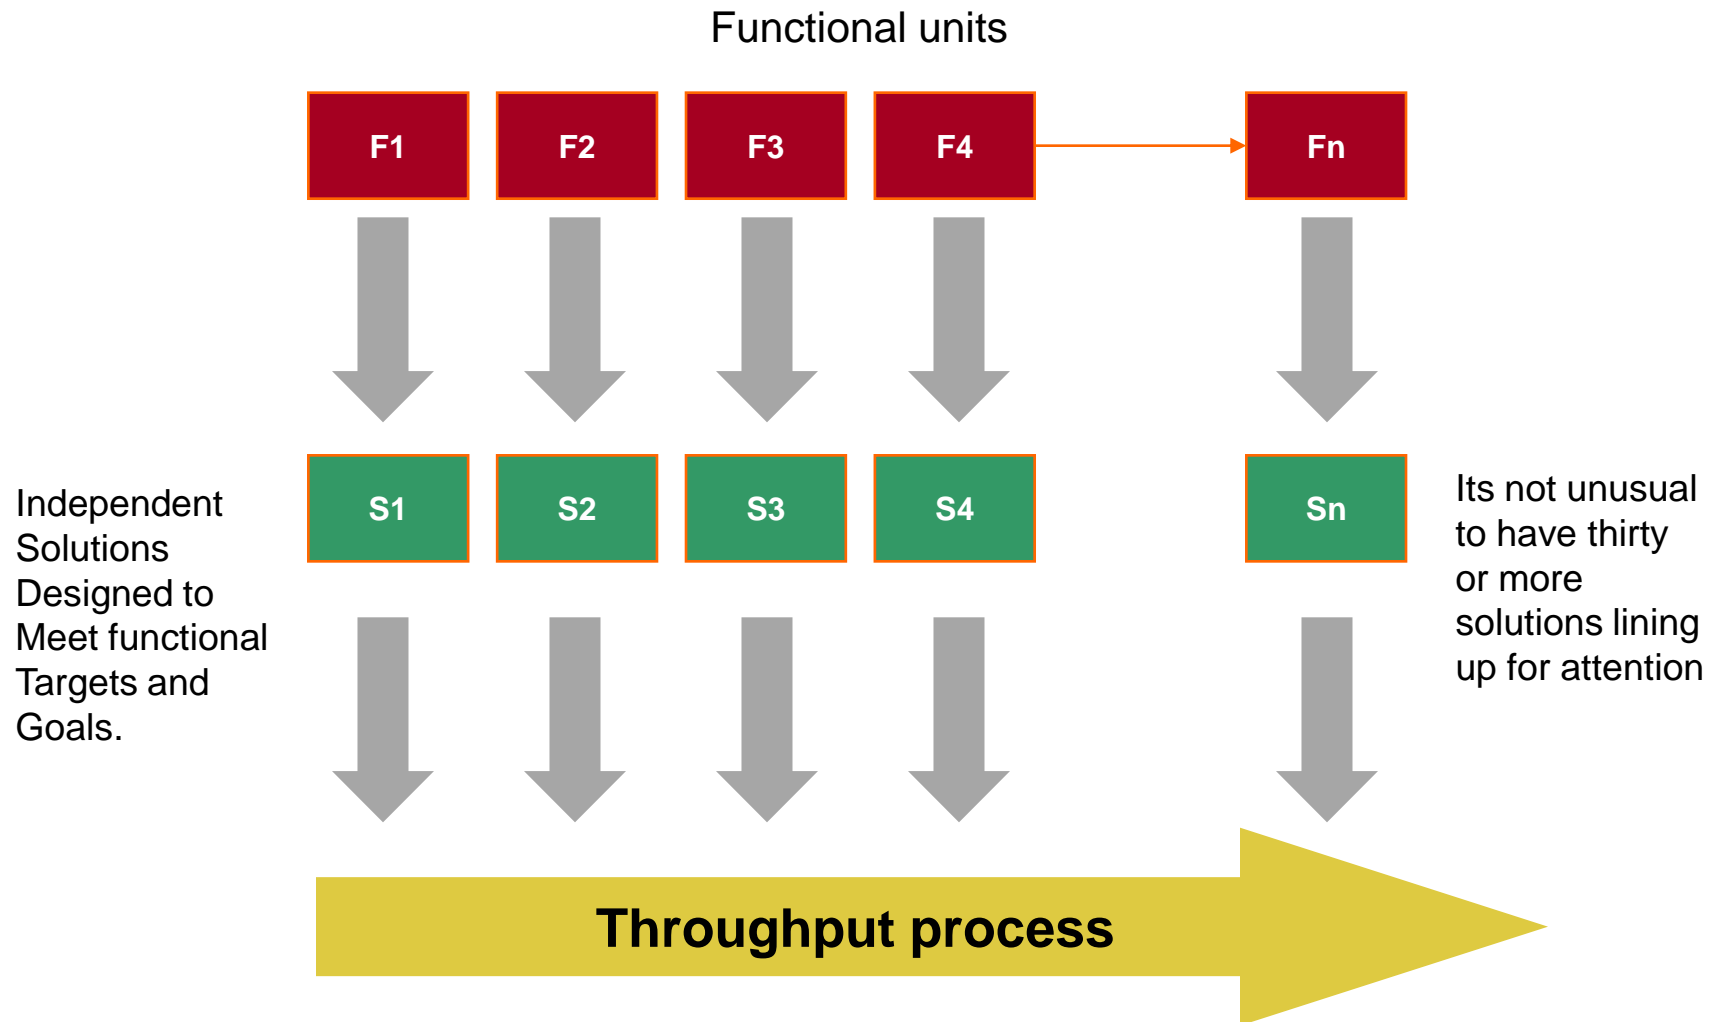 Functional units
F1
F2
F3
F4
Fn
S1
S2
S3
S4
Sn
Independent
Solutions
Designed to
Meet functional
Targets and
Goals.
Its not unusual
to have thirty
or more
solutions lining
up for attention
Throughput process